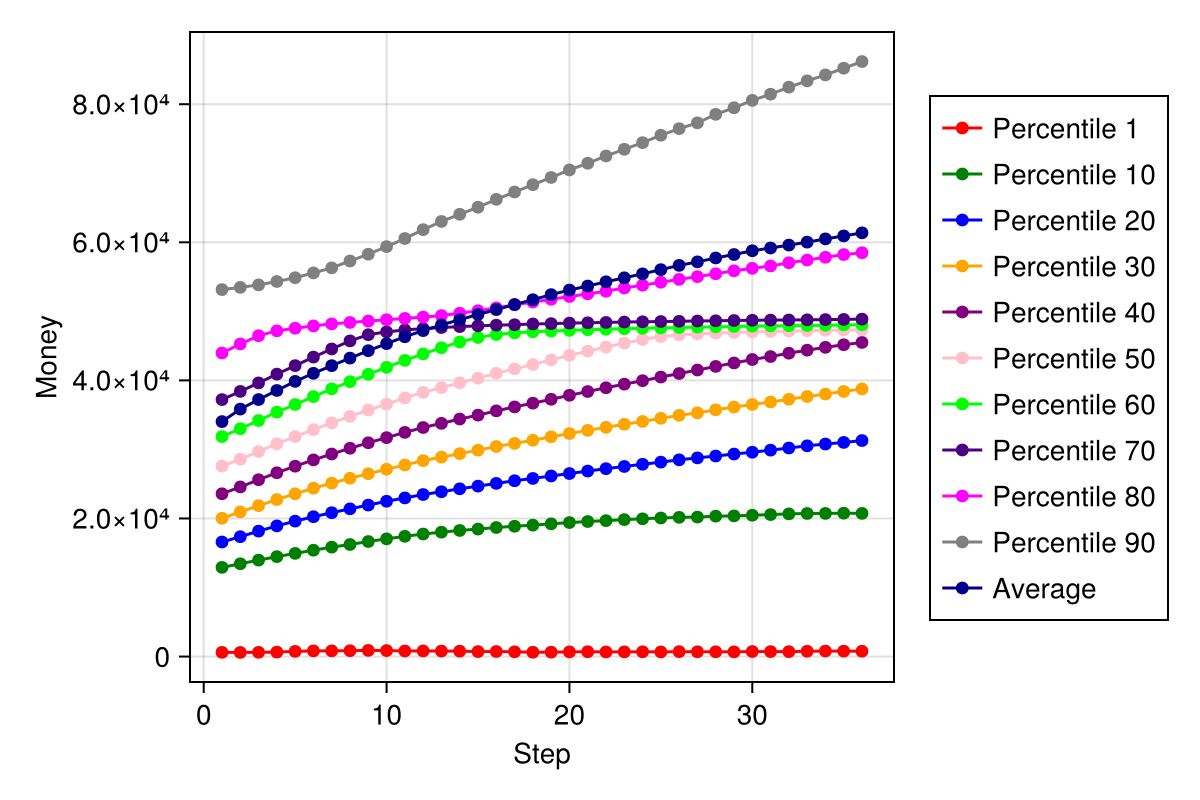 8.0×10⁴
6.0×10⁴
4.0×10⁴
2.0×10⁴
0
Money
0 10 20 30
Step
Percentile 1
Percentile 10
Percentile 20
Percentile 30
Percentile 40
Percentile 50
Percentile 60
Percentile 70
Percentile 80
Percentile 90
Average